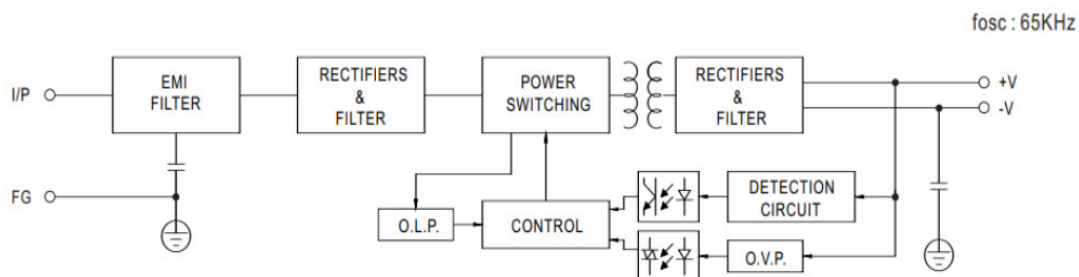 fosc : 65KHz
I/P
EMI
FILTER
RECTIFIERS
&
FILTER
POWER
SWITCHING
RECTIFIERS
&
FILTER
+V
-V
FG
O.L.P.
CONTROL
DETECTION
CIRCUIT
O.V.P.